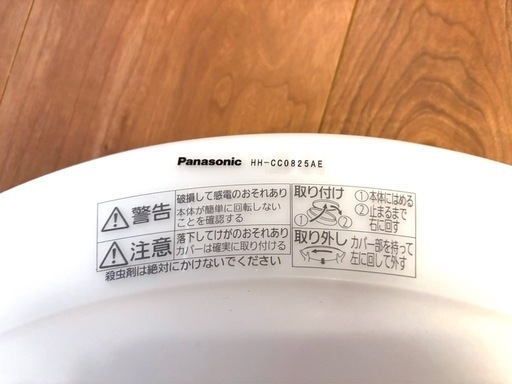 Panasonic HH-CC0825AE
警告
破損して感電のおそれあり
本体が簡単に回転しない
ことを確認する
注意
落下してけがのおそれあり
カバーは確実に取り付ける
殺虫剤は絶対にかけないでください
取り付け
① ②
①本体にはめる
②止まるまで
右に回す
取り外し
カバー部を持って
左に回して外す